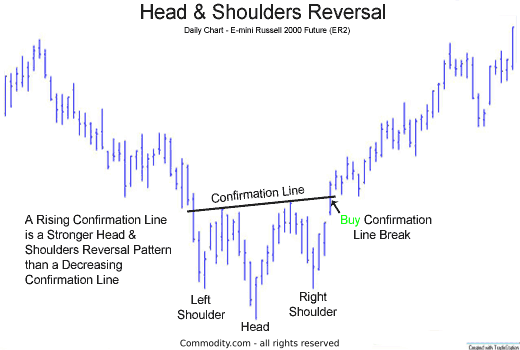 Head & Shoulders Reversal
Daily Chart - E-mini Russell 2000 Future (ER2)
Confirmation Line
A Rising Confirmation Line
is a Stronger Head &
Shoulders Reversal Pattern
than a Decreasing
Confirmation Line
Buy Confirmation
Line Break
Left
Shoulder
Head
Right
Shoulder
Commodity.com - all rights reserved
Created with TradeStation